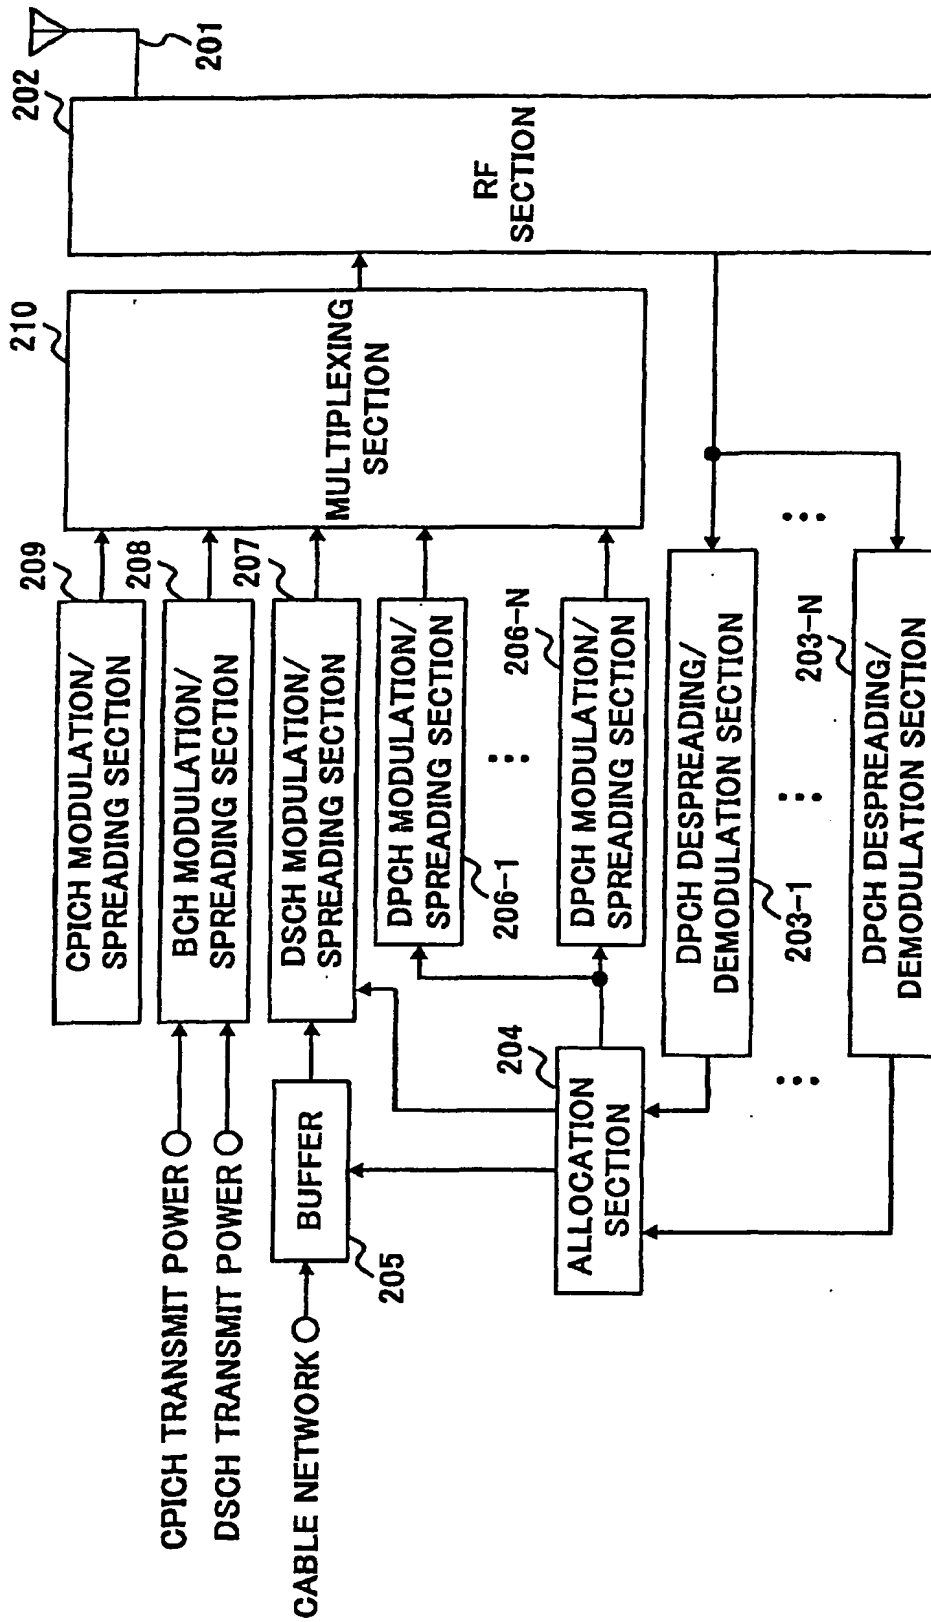 201
202
RF
SECTION
210
MULTIPLEXING
SECTION
209
CPICH MODULATION/
SPREADING SECTION
208
BCH MODULATION/
SPREADING SECTION
207
DSCH MODULATION/
SPREADING SECTION
DPCH MODULATION/
SPREADING SECTION
206-1
206-N
DPCH MODULATION/
SPREADING SECTION
DPCH DESPREADING/
DEMODULATION SECTION
203-1
203-N
DPCH DESPREADING/
DEMODULATION SECTION
204
ALLOCATION
SECTION
BUFFER
205
CPICH TRANSMIT POWER
DSCH TRANSMIT POWER
CABLE NETWORK